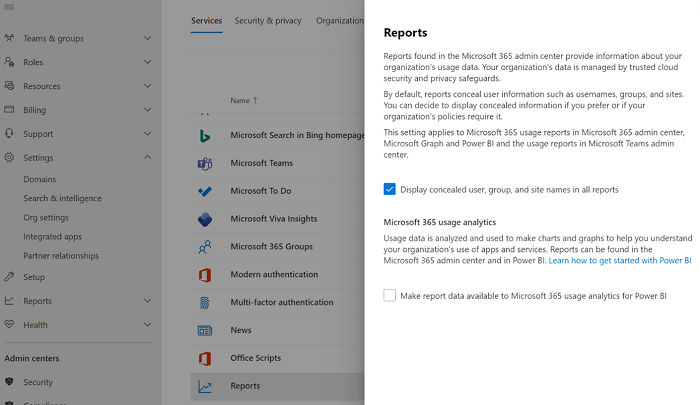 Teams & groups
Roles
Resources
Billing
Support
Settings
Domains
Search & intelligence
Org settings
Integrated apps
Partner relationships
Setup
Reports
Health
Admin centers
Security
Services Security & privacy Organization
Name ↑
Microsoft Search in Bing homepage
Microsoft Teams
Microsoft To Do
Microsoft Viva Insights
Microsoft 365 Groups
Modern authentication
Multi-factor authentication
News
Office Scripts
Reports
Reports
Reports found in the Microsoft 365 admin center provide information about your
organization's usage data. Your organization's data is managed by trusted cloud
security and privacy safeguards.
By default, reports conceal user information such as usernames, groups, and sites.
You can decide to display concealed information if you prefer or if your
organization's policies require it.
This setting applies to Microsoft 365 usage reports in Microsoft 365 admin center,
Microsoft Graph and Power BI and the usage reports in Microsoft Teams admin
center.
Display concealed user, group, and site names in all reports
Microsoft 365 usage analytics
Usage data is analyzed and used to make charts and graphs to help you understand
your organization's use of apps and services. Reports can be found in the
Microsoft 365 admin center and in Power BI. Learn how to get started with Power BI
Make report data available to Microsoft 365 usage analytics for Power BI